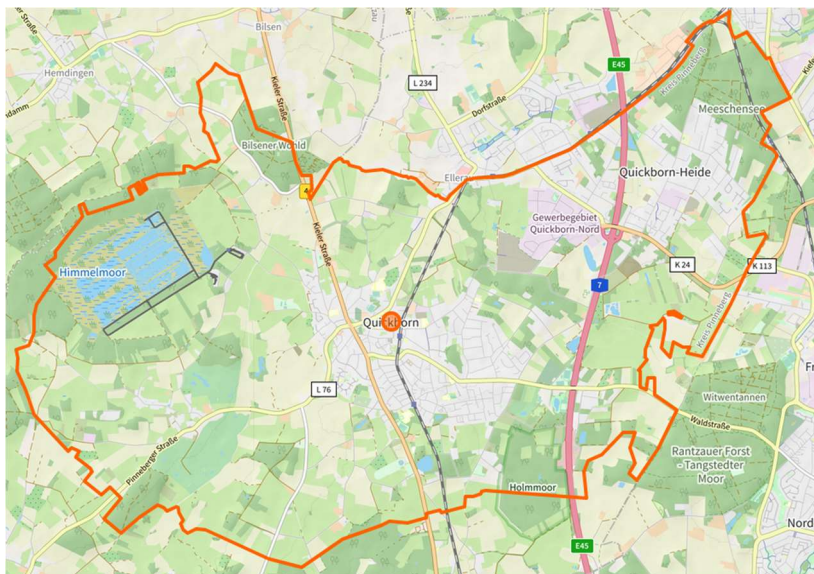 Bilsen
Hemdingen
Kieler Straße
L 234
E45
Kreis Pinneberg
Dorfstraße
Meeschensee
Bilsener Wohld
Ellerau
Quickborn-Heide
4
Gewerbegebiet
Quickborn-Nord
Kieler Straße
Himmelmoor
K 24
K 113
7
Kreis Pinneberg
Quickborn
L 76
Witwentannen
Waldstraße
Pinneberger Straße
Rantzauer Forst
- Tangstedter
Moor
Holmmoor
Nord
E45